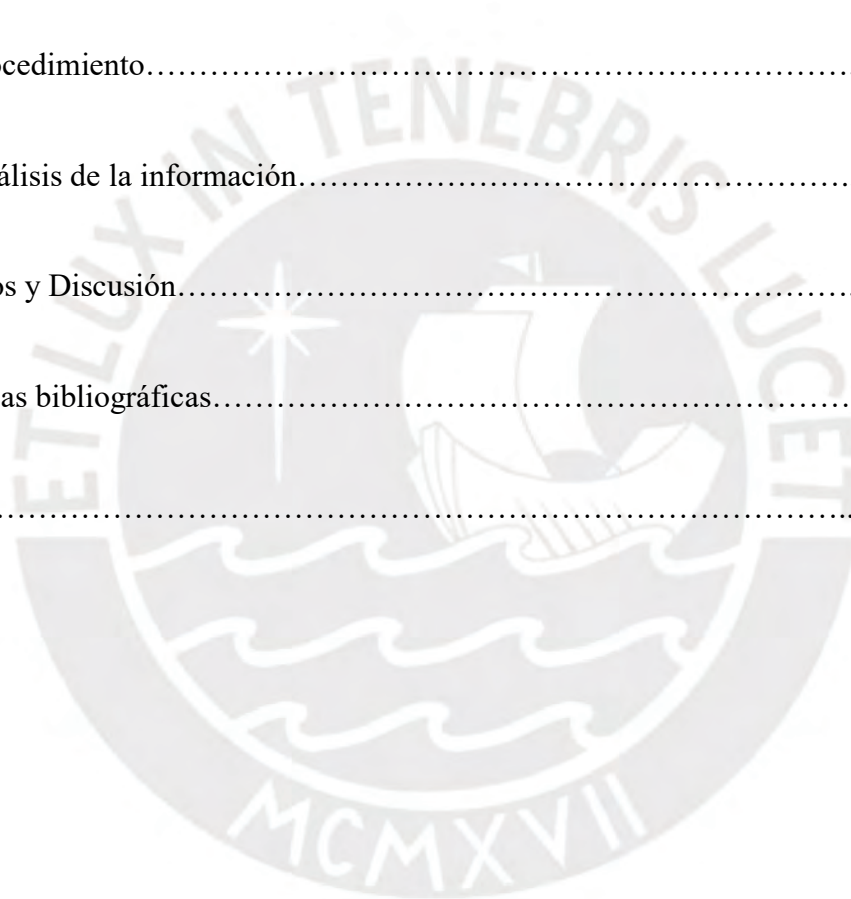 ocedimiento……………………………………………………………………
álisis de la información……………………………………………………
os y Discusión…………………………………………………………………
as bibliográficas……………………………………………………………
……………………………………………………………………………………..
ET LUX IN TENEBRIS LUCET
MCMXVII